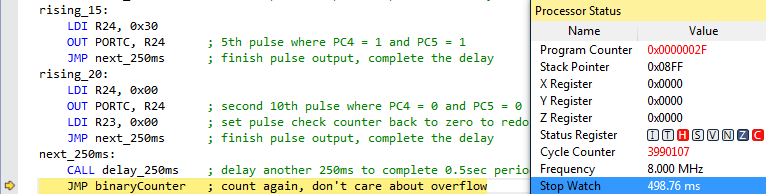 rising_15:
LDI R24, 0x30
OUT PORTC, R24 ; 5th pulse where PC4 = 1 and PC5 = 1
JMP next_250ms ; finish pulse output, complete the delay
rising_20:
LDI R24, 0x00
OUT PORTC, R24 ; second 10th pulse where PC4 = 0 and PC5 = 0
LDI R23, 0x00 ; set pulse check counter back to zero to redo
JMP next_250ms ; finish pulse output, complete the delay
next_250ms:
CALL delay_250ms ; delay another 250ms to complete 0.5sec perio
JMP binaryCounter ; count again, don't care about overflow
Processor Status
Name Value
Program Counter 0x0000002F
Stack Pointer 0x08FF
X Register 0x0000
Y Register 0x0000
Z Register 0x0000
Status Register I T H S V N Z C
Cycle Counter 3990107
Frequency 8.000 MHz
Stop Watch 498.76 ms